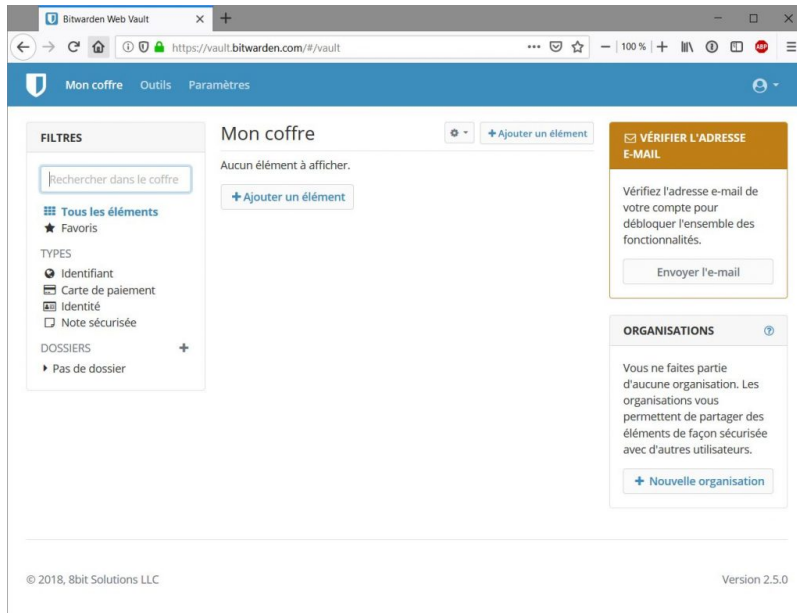 Bitwarden Web Vault
https://vault.bitwarden.com/#/vault
100 %
ABP
Mon coffre Outils Paramètres
FILTRES
Rechercher dans le coffre
Tous les éléments
Favoris
TYPES
Identifiant
Carte de paiement
Identité
Note sécurisée
DOSSIERS
Pas de dossier
Mon coffre
Ajouter un élément
Aucun élément à afficher.
Ajouter un élément
VÉRIFIER L'ADRESSE
E-MAIL
Vérifiez l'adresse e-mail de
votre compte pour
débloquer l'ensemble des
fonctionnalités.
Envoyer l'e-mail
ORGANISATIONS
Vous ne faites partie
d'aucune organisation. Les
organisations vous
permettent de partager des
éléments de façon sécurisée
avec d'autres utilisateurs.
Nouvelle organisation
© 2018, 8bit Solutions LLC
Version 2.5.0